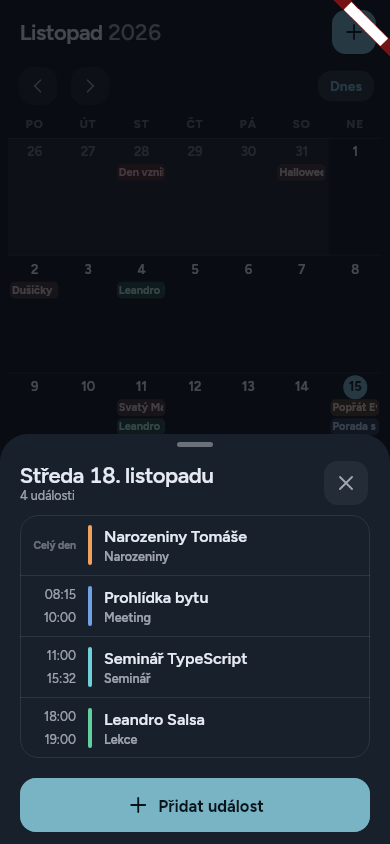 Listopad 2026
Dnes
PO ÚT ST ČT PÁ SO NE
26 27 28 29 30 31 1
Den vzni
2 3 4 5 6 7 8
Dušičky Leandro
9 10 11 12 13 14 15
Svatý Popřát
Leandro Porada s
Středa 18. listopadu
4 události
Celý den
Narozeniny Tomáše
Narozeniny
08:15
Prohlídka bytu
10:00
Meeting
11:00
Seminář TypeScript
15:32
Seminář
18:00
Leandro Salsa
19:00
Lekce
Přidat událost